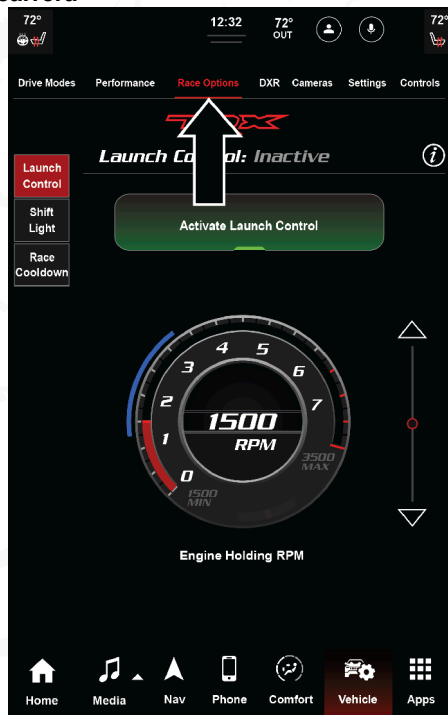 72°
12:32
72°
OUT
72°
Drive Modes
Performance
Race Options
DXR
Cameras
Settings
Controls
Launch Control: Inactive
i
Launch
Control
Shift
Light
Race
Cooldown
Activate Launch Control
0
1
2
3
4
5
6
7
1500
RPM
1500
MIN
3500
MAX
Engine Holding RPM
Home
Media
Nav
Phone
Comfort
Vehicle
Apps